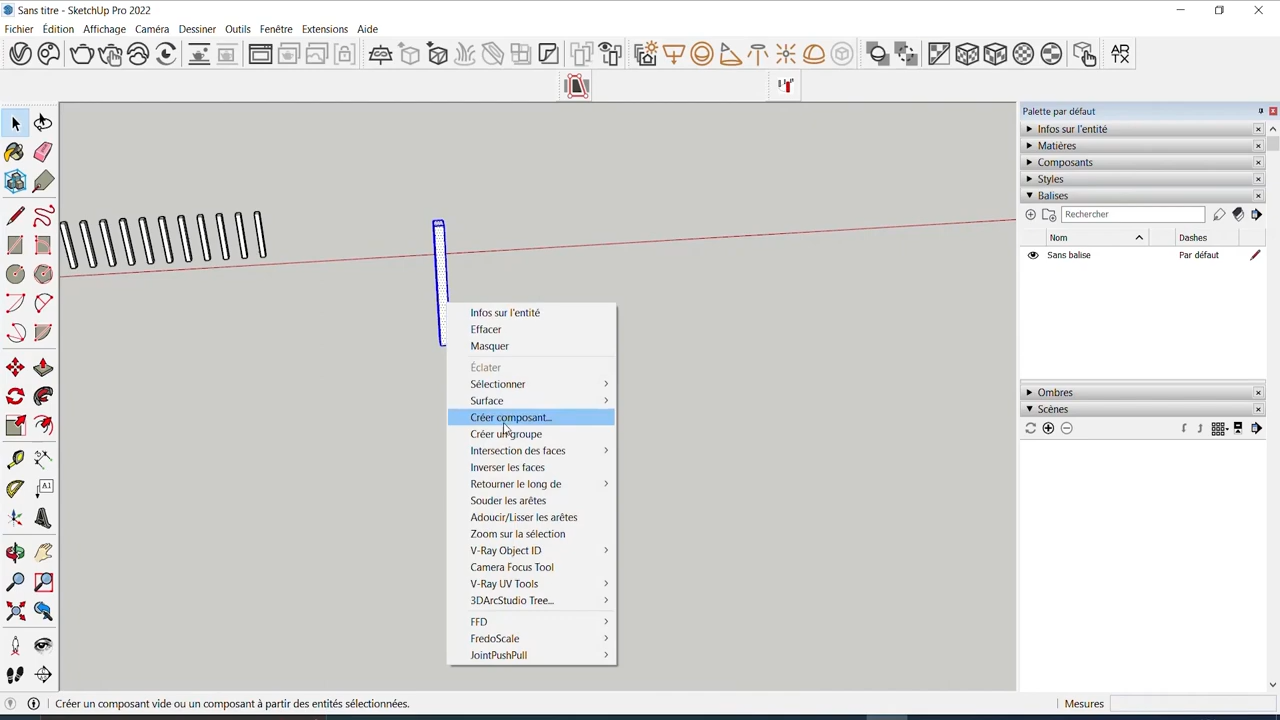 Sans titre - SketchUp Pro 2022
Fichier Édition Affichage Caméra Dessiner Outils Fenêtre Extensions Aide
AR
TX
Palette par défaut
Infos sur l'entité
Matières
Composants
Styles
Balises
Rechercher
Nom Dashes
Sans balise Par défaut
Ombres
Scènes
A1
Infos sur l'entité
Effacer
Masquer
Éclater
Sélectionner
Surface
Créer composant...
Créer un groupe
Intersection des faces
Inverser les faces
Retourner le long de
Souder les arêtes
Adoucir/Lisser les arêtes
Zoom sur la sélection
V-Ray Object ID
Camera Focus Tool
V-Ray UV Tools
3DArcStudio Tree...
FFD
FredoScale
JointPushPull
Créer un composant vide ou un composant à partir des entités sélectionnées.
Mesures